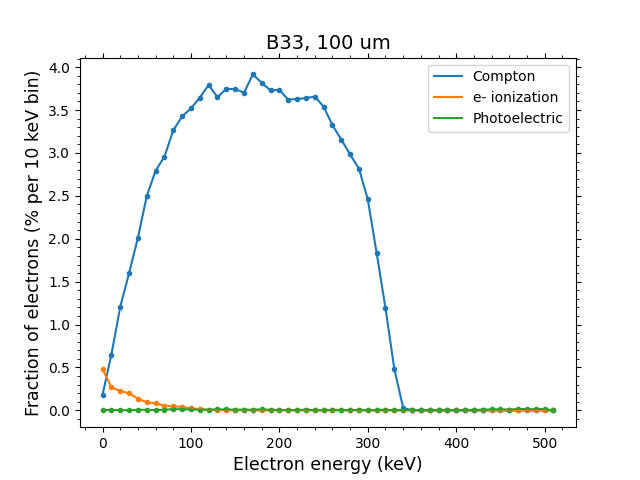 B33, 100 um
Fraction of electrons (% per 10 keV bin)
4.0
3.5
3.0
2.5
2.0
1.5
1.0
0.5
0.0
Compton
e- ionization
Photoelectric
0 100 200 300 400 500
Electron energy (keV)